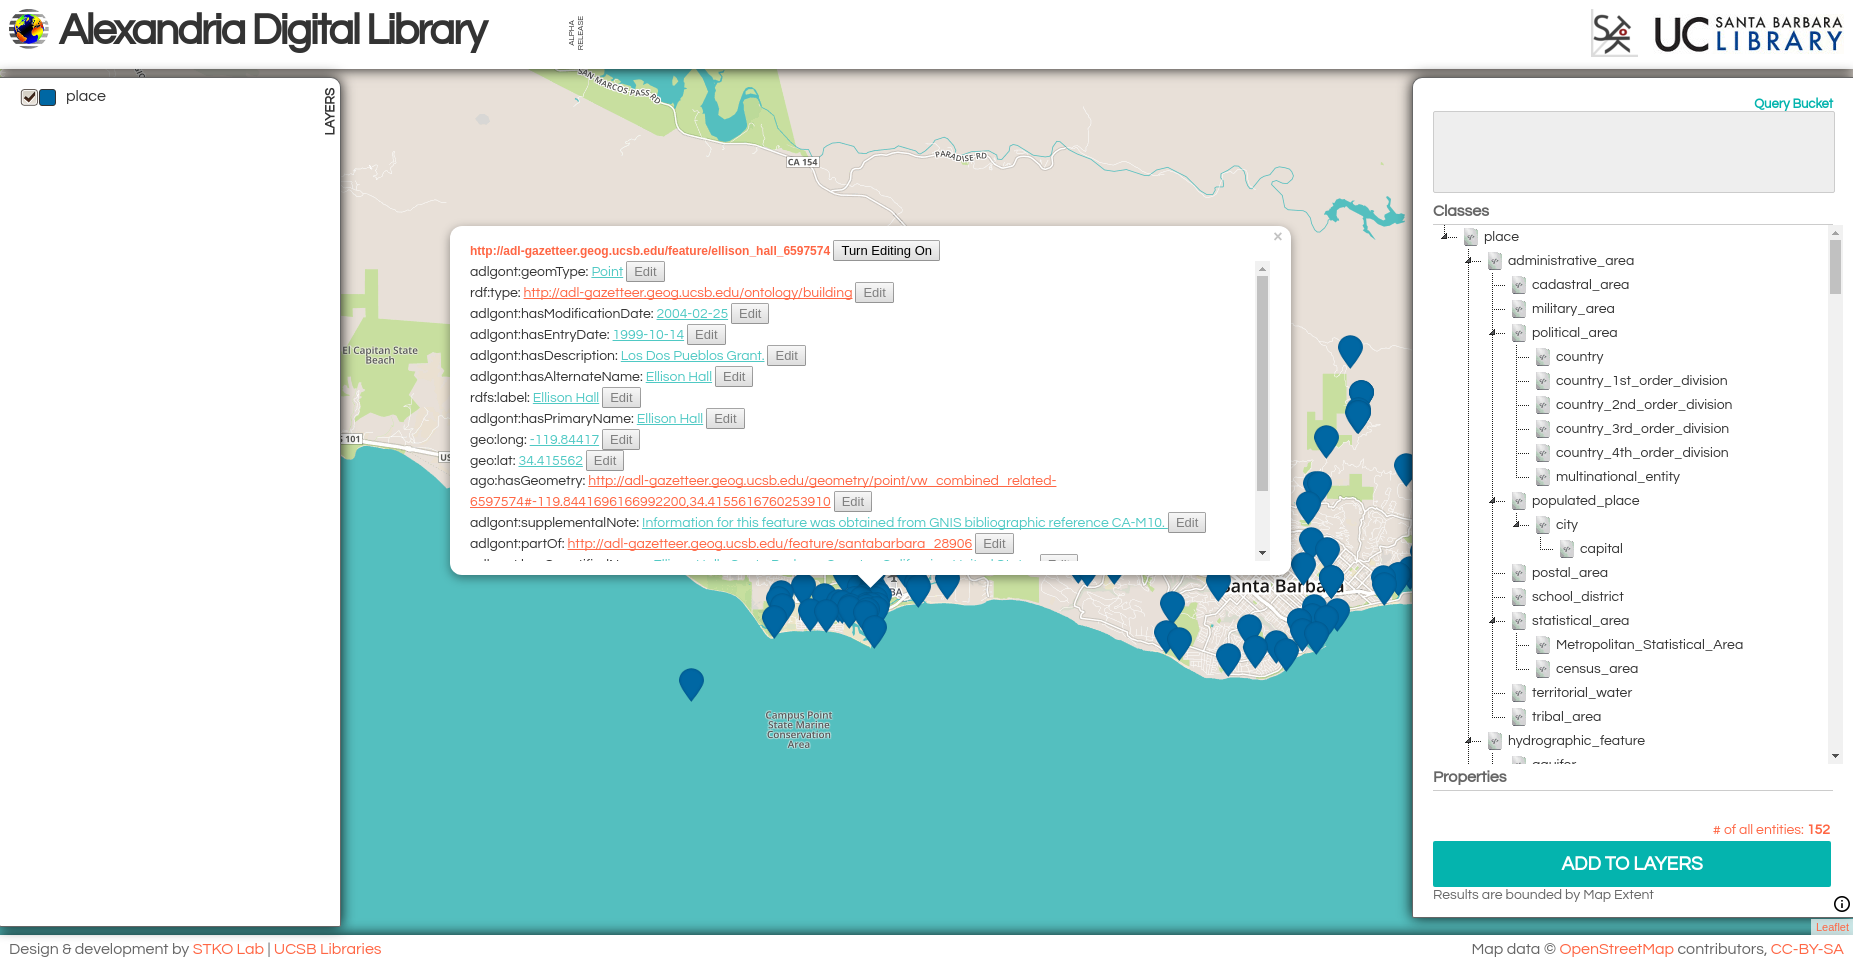 Alexandria Digital Library
ALPHA
RELEASE
UC SANTA BARBARA
LIBRARY
place
LAYERS
SAN MARCOS PASS RD
CA 154
PARADISE RD
El Capitan State
Beach
S 101
US
Santa Barbara
Campus Point
State Marine
Conservation
Area
×
http://adl-gazetteer.geog.ucsb.edu/feature/ellison_hall_6597574 Turn Editing On
adlgont:geomType: Point Edit
rdf:type: http://adl-gazetteer.geog.ucsb.edu/ontology/building Edit
adlgont:hasModificationDate: 2004-02-25 Edit
adlgont:hasEntryDate: 1999-10-14 Edit
adlgont:hasDescription: Los Dos Pueblos Grant. Edit
adlgont:hasAlternateName: Ellison Hall Edit
rdfs:label: Ellison Hall Edit
adlgont:hasPrimaryName: Ellison Hall Edit
geo:long: -119.84417 Edit
geo:lat: 34.415562 Edit
ago:hasGeometry: http://adl-gazetteer.geog.ucsb.edu/geometry/point/vw_combined_related-
6597574#-119.8441696166992200,34.4155616760253910 Edit
adlgont:supplementalNote: Information for this feature was obtained from GNIS bibliographic reference CA-M10. Edit
adlgont:partOf: http://adl-gazetteer.geog.ucsb.edu/feature/santabarbara_28906 Edit
Query Bucket
Classes
place
administrative_area
cadastral_area
military_area
political_area
country
country_1st_order_division
country_2nd_order_division
country_3rd_order_division
country_4th_order_division
multinational_entity
populated_place
city
capital
postal_area
school_district
statistical_area
Metropolitan_Statistical_Area
census_area
territorial_water
tribal_area
hydrographic_feature
aquifer
Properties
# of all entities: 152
ADD TO LAYERS
Results are bounded by Map Extent
Leaflet
Design & development by STKO Lab | UCSB Libraries
Map data © OpenStreetMap contributors, CC-BY-SA